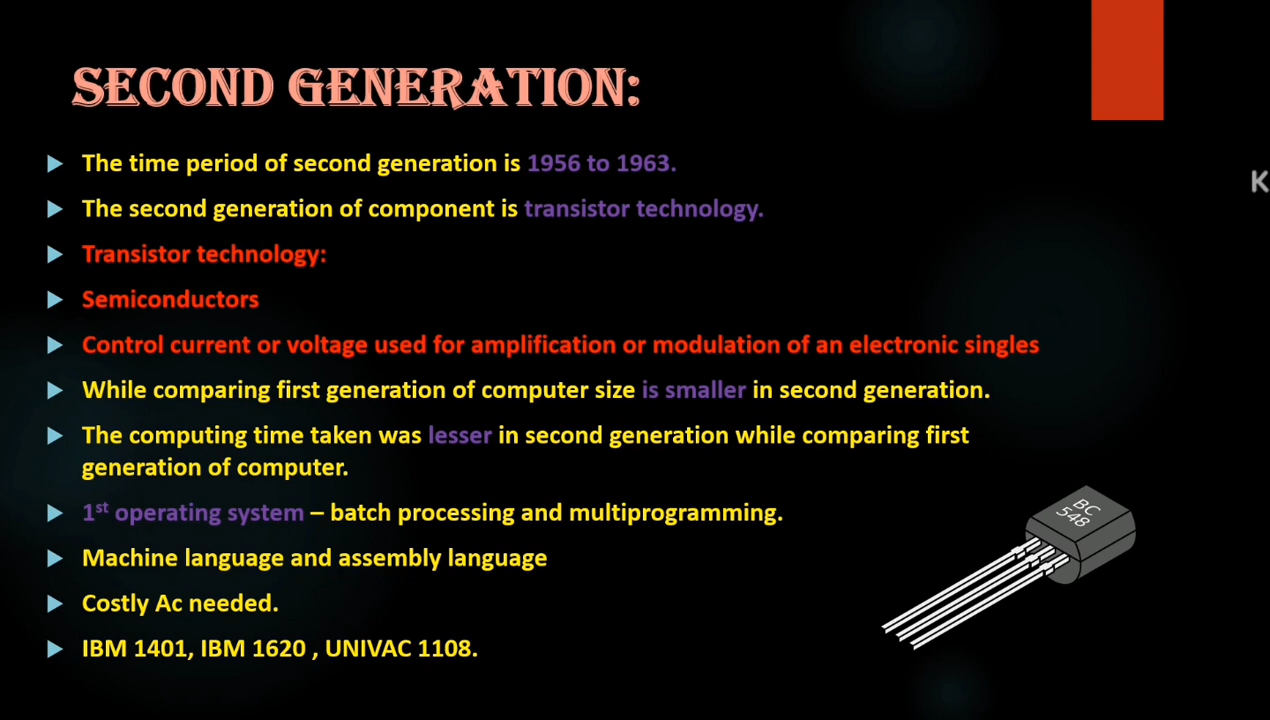 SECOND GENERATION:
The time period of second generation is 1956 to 1963.
The second generation of component is transistor technology.
Transistor technology:
Semiconductors
Control current or voltage used for amplification or modulation of an electronic singles
While comparing first generation of computer size is smaller in second generation.
The computing time taken was lesser in second generation while comparing first
generation of computer.
1st operating system – batch processing and multiprogramming.
Machine language and assembly language
Costly Ac needed.
IBM 1401, IBM 1620 , UNIVAC 1108.
BC
548
K